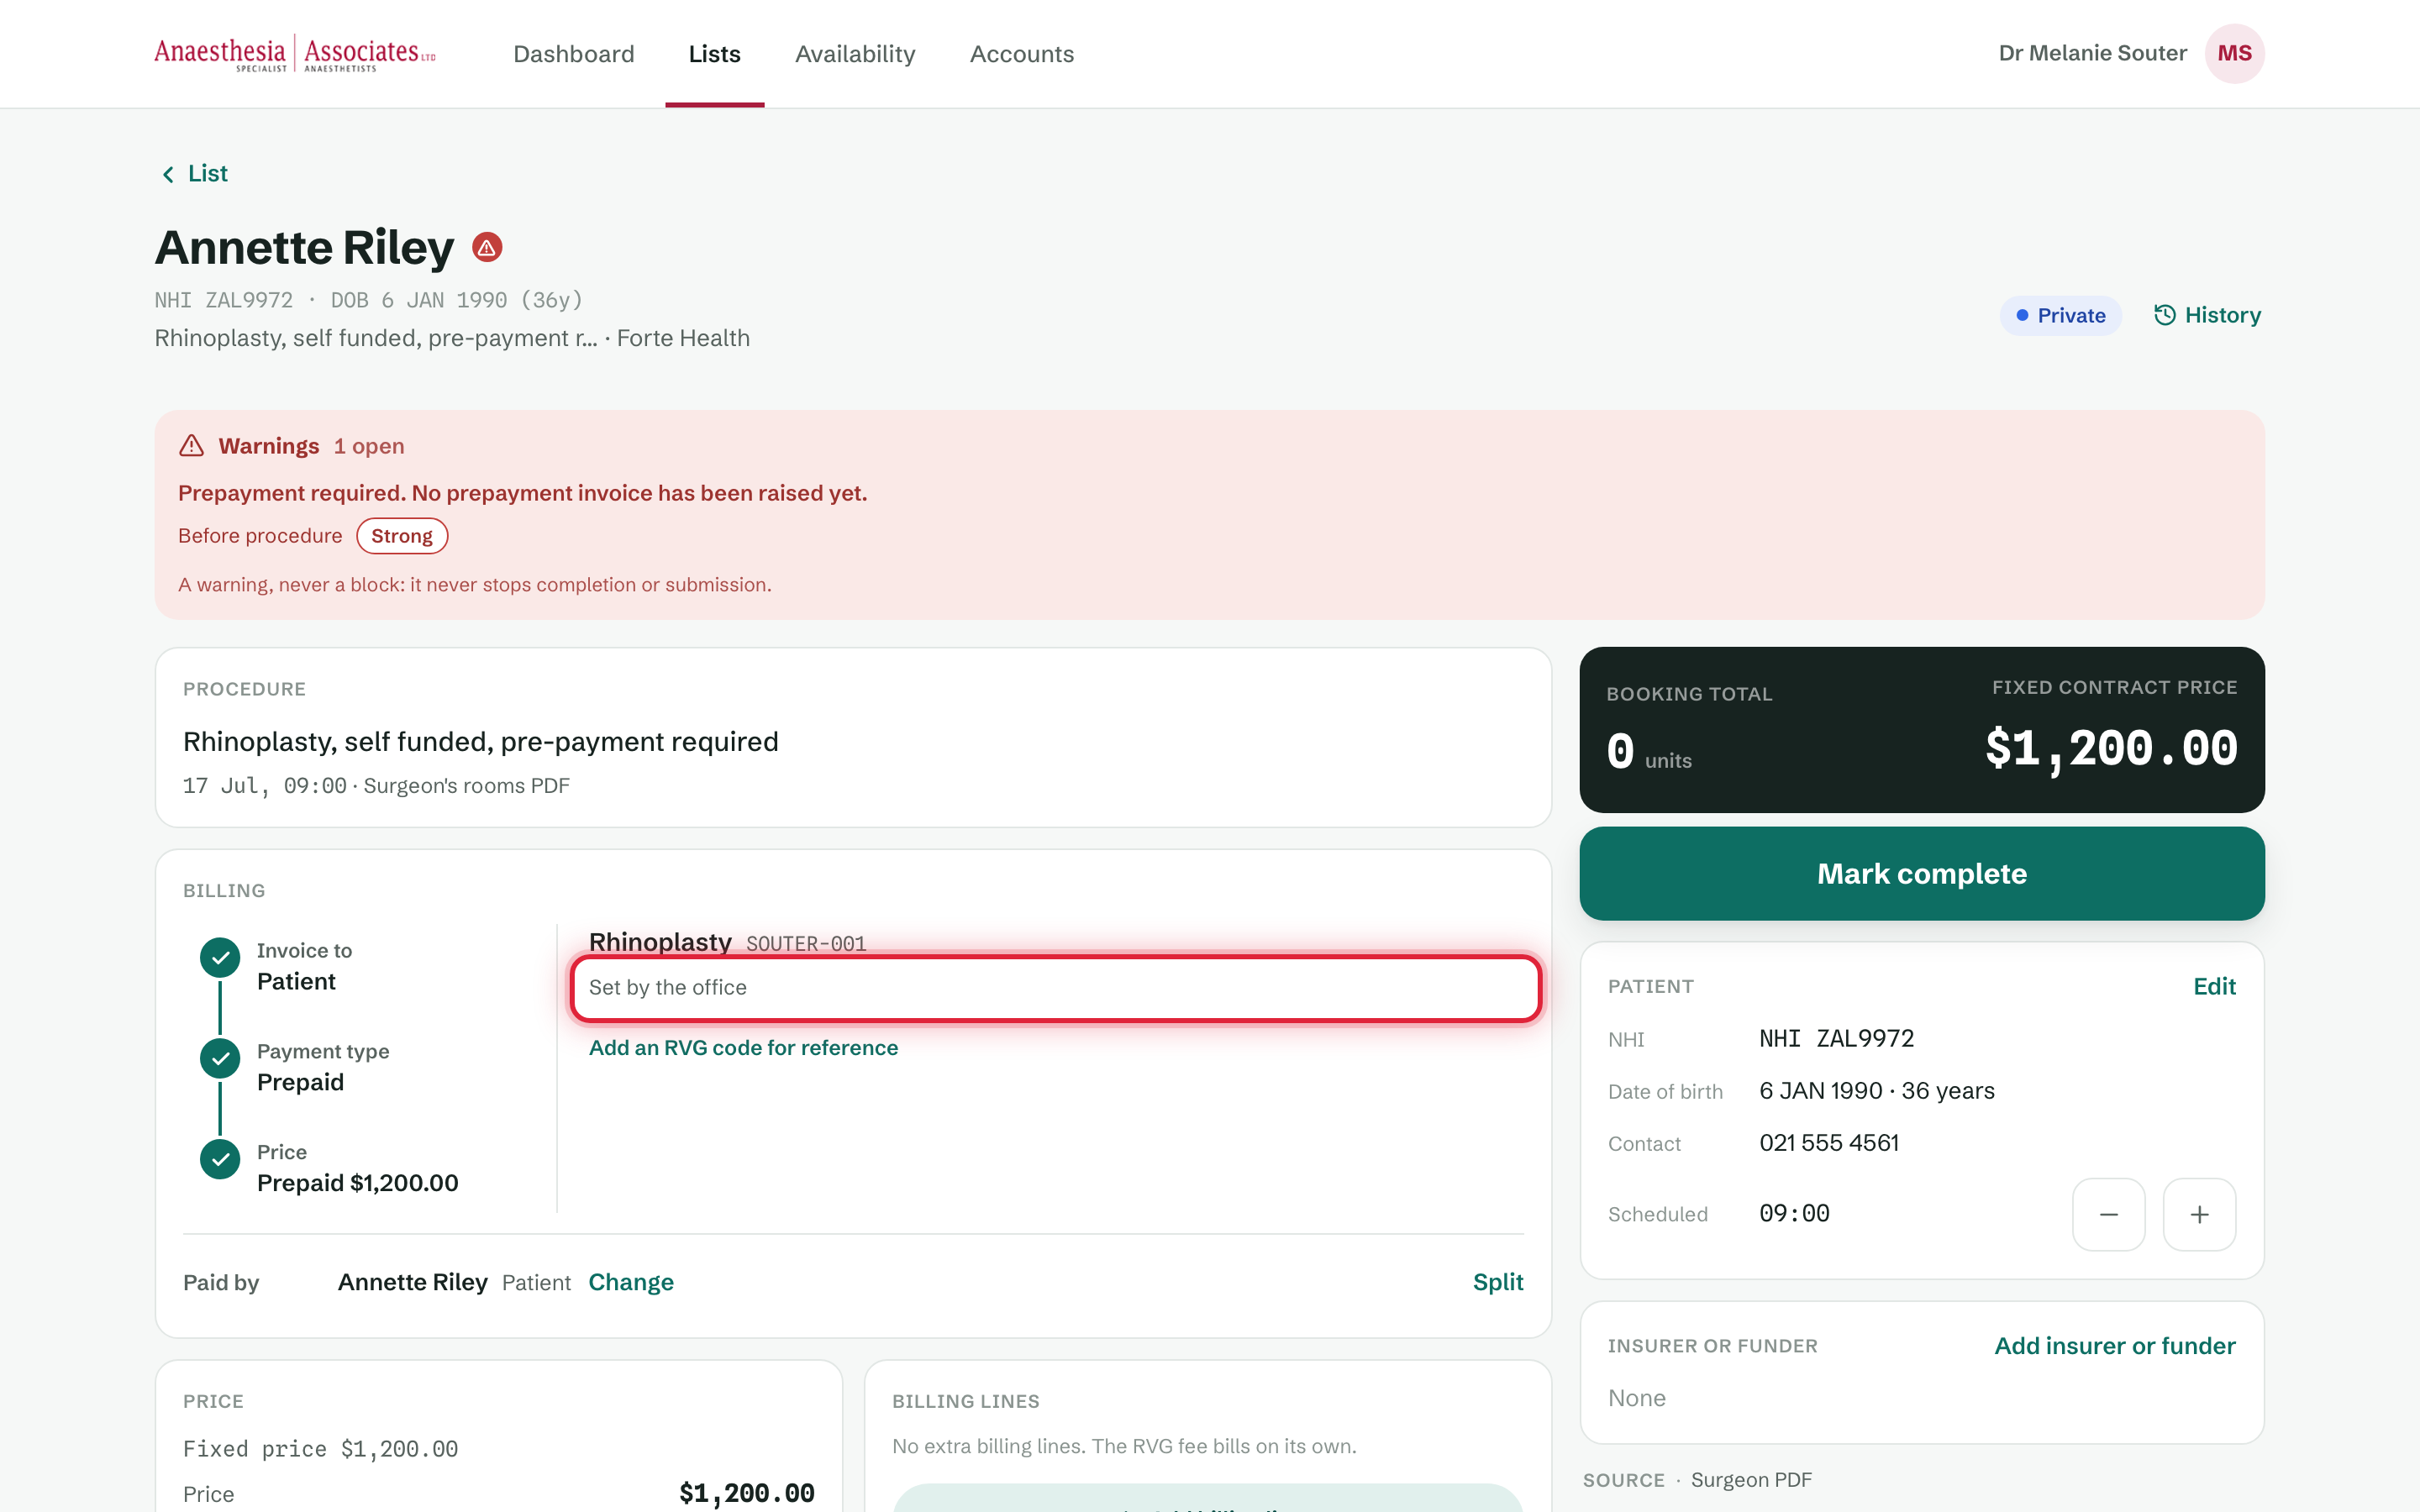 Anaesthesia | Associates LTD
SPECIALIST ANAESTHETISTS
Dashboard
Lists
Availability
Accounts
Dr Melanie Souter
MS
List
Annette Riley
NHI ZAL9972 · DOB 6 JAN 1990 (36y)
Rhinoplasty, self funded, pre-payment r... · Forte Health
Private
History
Warnings 1 open
Prepayment required. No prepayment invoice has been raised yet.
Before procedure Strong
A warning, never a block: it never stops completion or submission.
PROCEDURE
Rhinoplasty, self funded, pre-payment required
17 Jul, 09:00 · Surgeon's rooms PDF
BOOKING TOTAL
0 units
FIXED CONTRACT PRICE
$1,200.00
Mark complete
BILLING
Invoice to
Patient
Payment type
Prepaid
Price
Prepaid $1,200.00
Rhinoplasty SOUTER-001
Set by the office
Add an RVG code for reference
Paid by Annette Riley Patient Change Split
PATIENT Edit
NHI NHI ZAL9972
Date of birth 6 JAN 1990 · 36 years
Contact 021 555 4561
Scheduled 09:00 − +
INSURER OR FUNDER Add insurer or funder
None
SOURCE · Surgeon PDF
PRICE
Fixed price $1,200.00
Price $1,200.00
BILLING LINES
No extra billing lines. The RVG fee bills on its own.